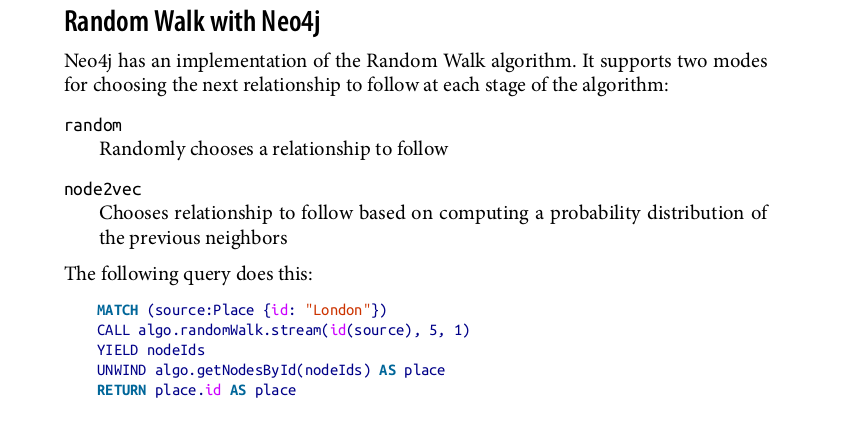 Random Walk with Neo4j
Neo4j has an implementation of the Random Walk algorithm. It supports two modes
for choosing the next relationship to follow at each stage of the algorithm:
random
Randomly chooses a relationship to follow
node2vec
Chooses relationship to follow based on computing a probability distribution of
the previous neighbors
The following query does this:
MATCH (source:Place {id: "London"})
CALL algo.randomWalk.stream(id(source), 5, 1)
YIELD nodeIds
UNWIND algo.getNodesById(nodeIds) AS place
RETURN place.id AS place